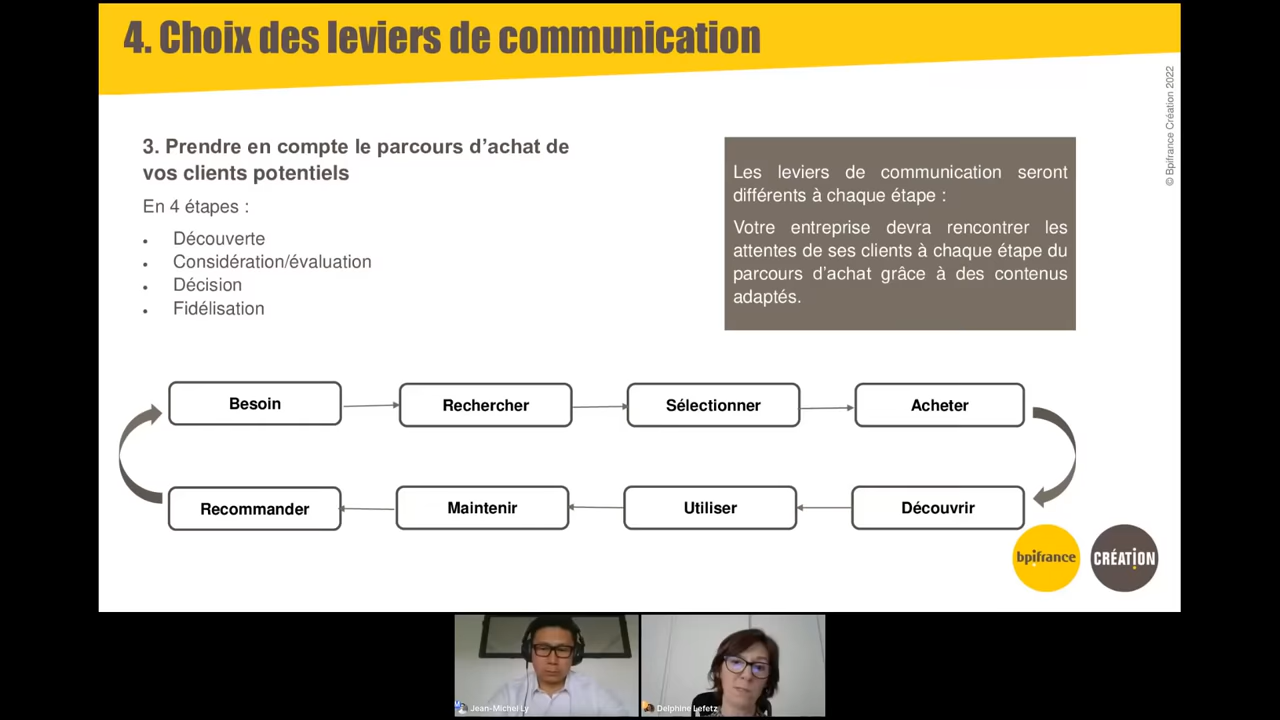 4. Choix des leviers de communication
© Bpifrance Création 2022
3. Prendre en compte le parcours d’achat de
vos clients potentiels
En 4 étapes :
• Découverte
• Considération/évaluation
• Décision
• Fidélisation
Les leviers de communication seront
différents à chaque étape :
Votre entreprise devra rencontrer les
attentes de ses clients à chaque étape du
parcours d’achat grâce à des contenus
adaptés.
Besoin
Rechercher
Sélectionner
Acheter
Recommander
Maintenir
Utiliser
Découvrir
bpifrance
CRÉATION
Jean-Michel Ly
Delphine Lefetz